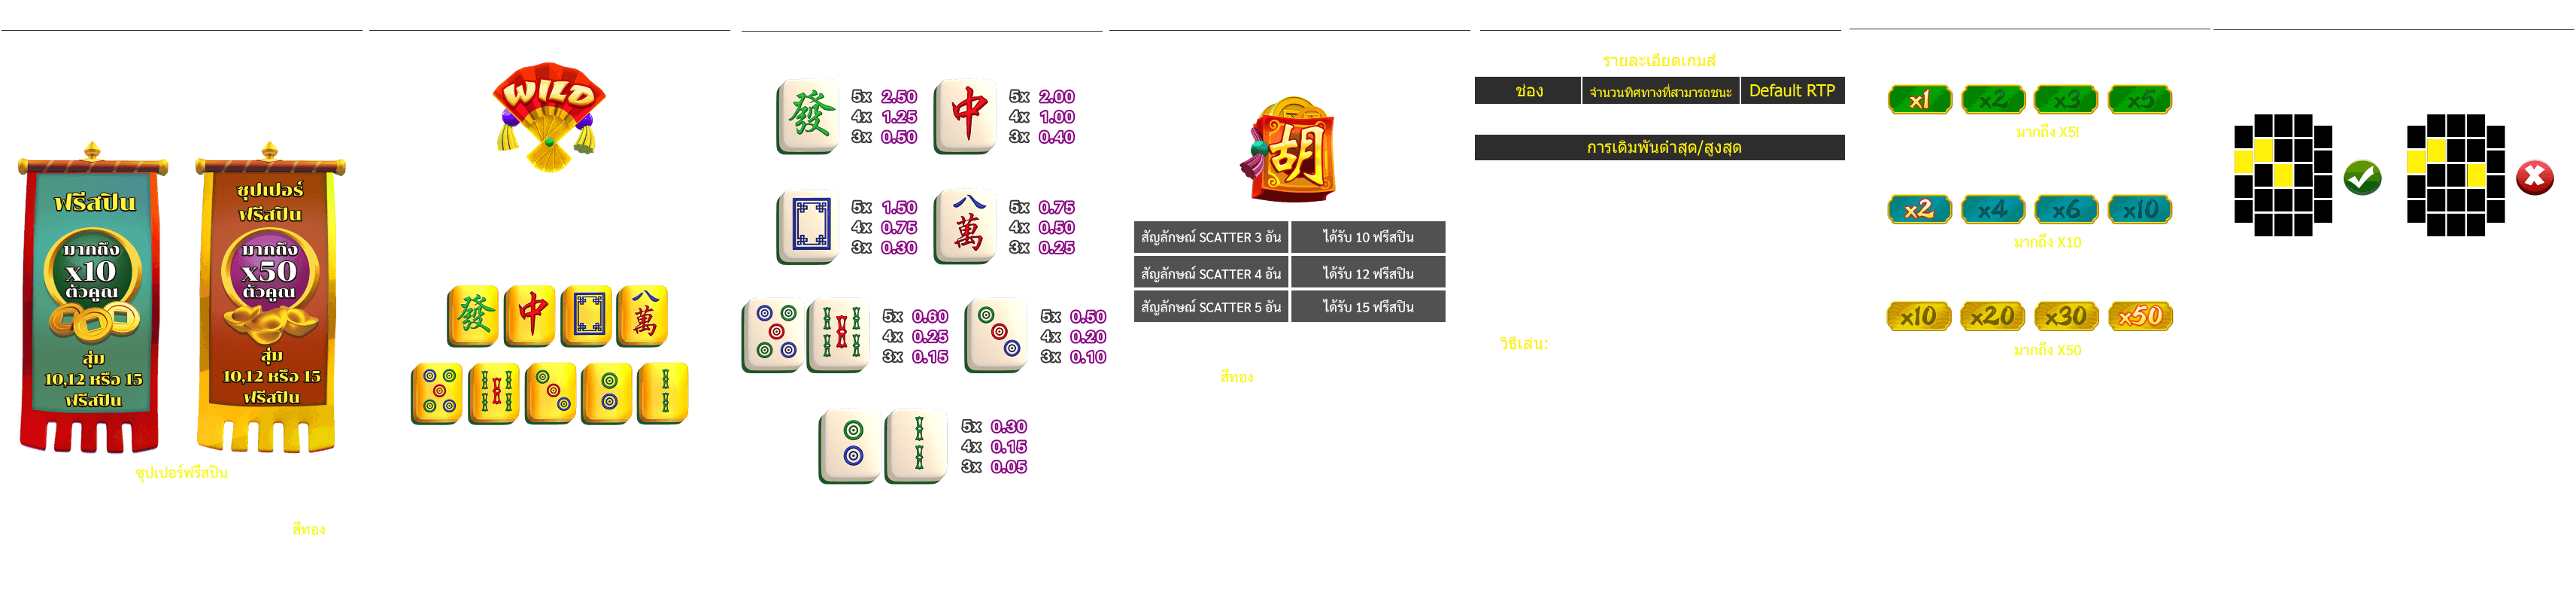 ฟรีสปิน
มากถึง
x10
ตัวคูณ
สุ่ม
10,12 หรือ 15
ฟรีสปิน
ซุปเปอร์
ฟรีสปิน
มากถึง
x50
ตัวคูณ
สุ่ม
10,12 หรือ 15
ฟรีสปิน
ซุปเปอร์ฟรีสปิน
สีทอง
WILD
發 中 八萬
發
5x 2.50
4x 1.25
3x 0.50
中
5x 2.00
4x 1.00
3x 0.40
5x 1.50
4x 0.75
3x 0.30
八
萬
5x 0.75
4x 0.50
3x 0.25
5x 0.60
4x 0.25
3x 0.15
5x 0.50
4x 0.20
3x 0.10
5x 0.30
4x 0.15
3x 0.05
胡
สัญลักษณ์ SCATTER 3 อัน ได้รับ 10 ฟรีสปิน
สัญลักษณ์ SCATTER 4 อัน ได้รับ 12 ฟรีสปิน
สัญลักษณ์ SCATTER 5 อัน ได้รับ 15 ฟรีสปิน
สีทอง
รายละเอียดเกมส์
ช่อง จำนวนทิศทางที่สามารถชนะ Default RTP
การเดิมพันต่ำสุด/สูงสุด
วิธีเล่น:
x1 x2 x3 x5
มากถึง X5!
x2 x4 x6 x10
มากถึง X10
x10 x20 x30 x50
มากถึง X50